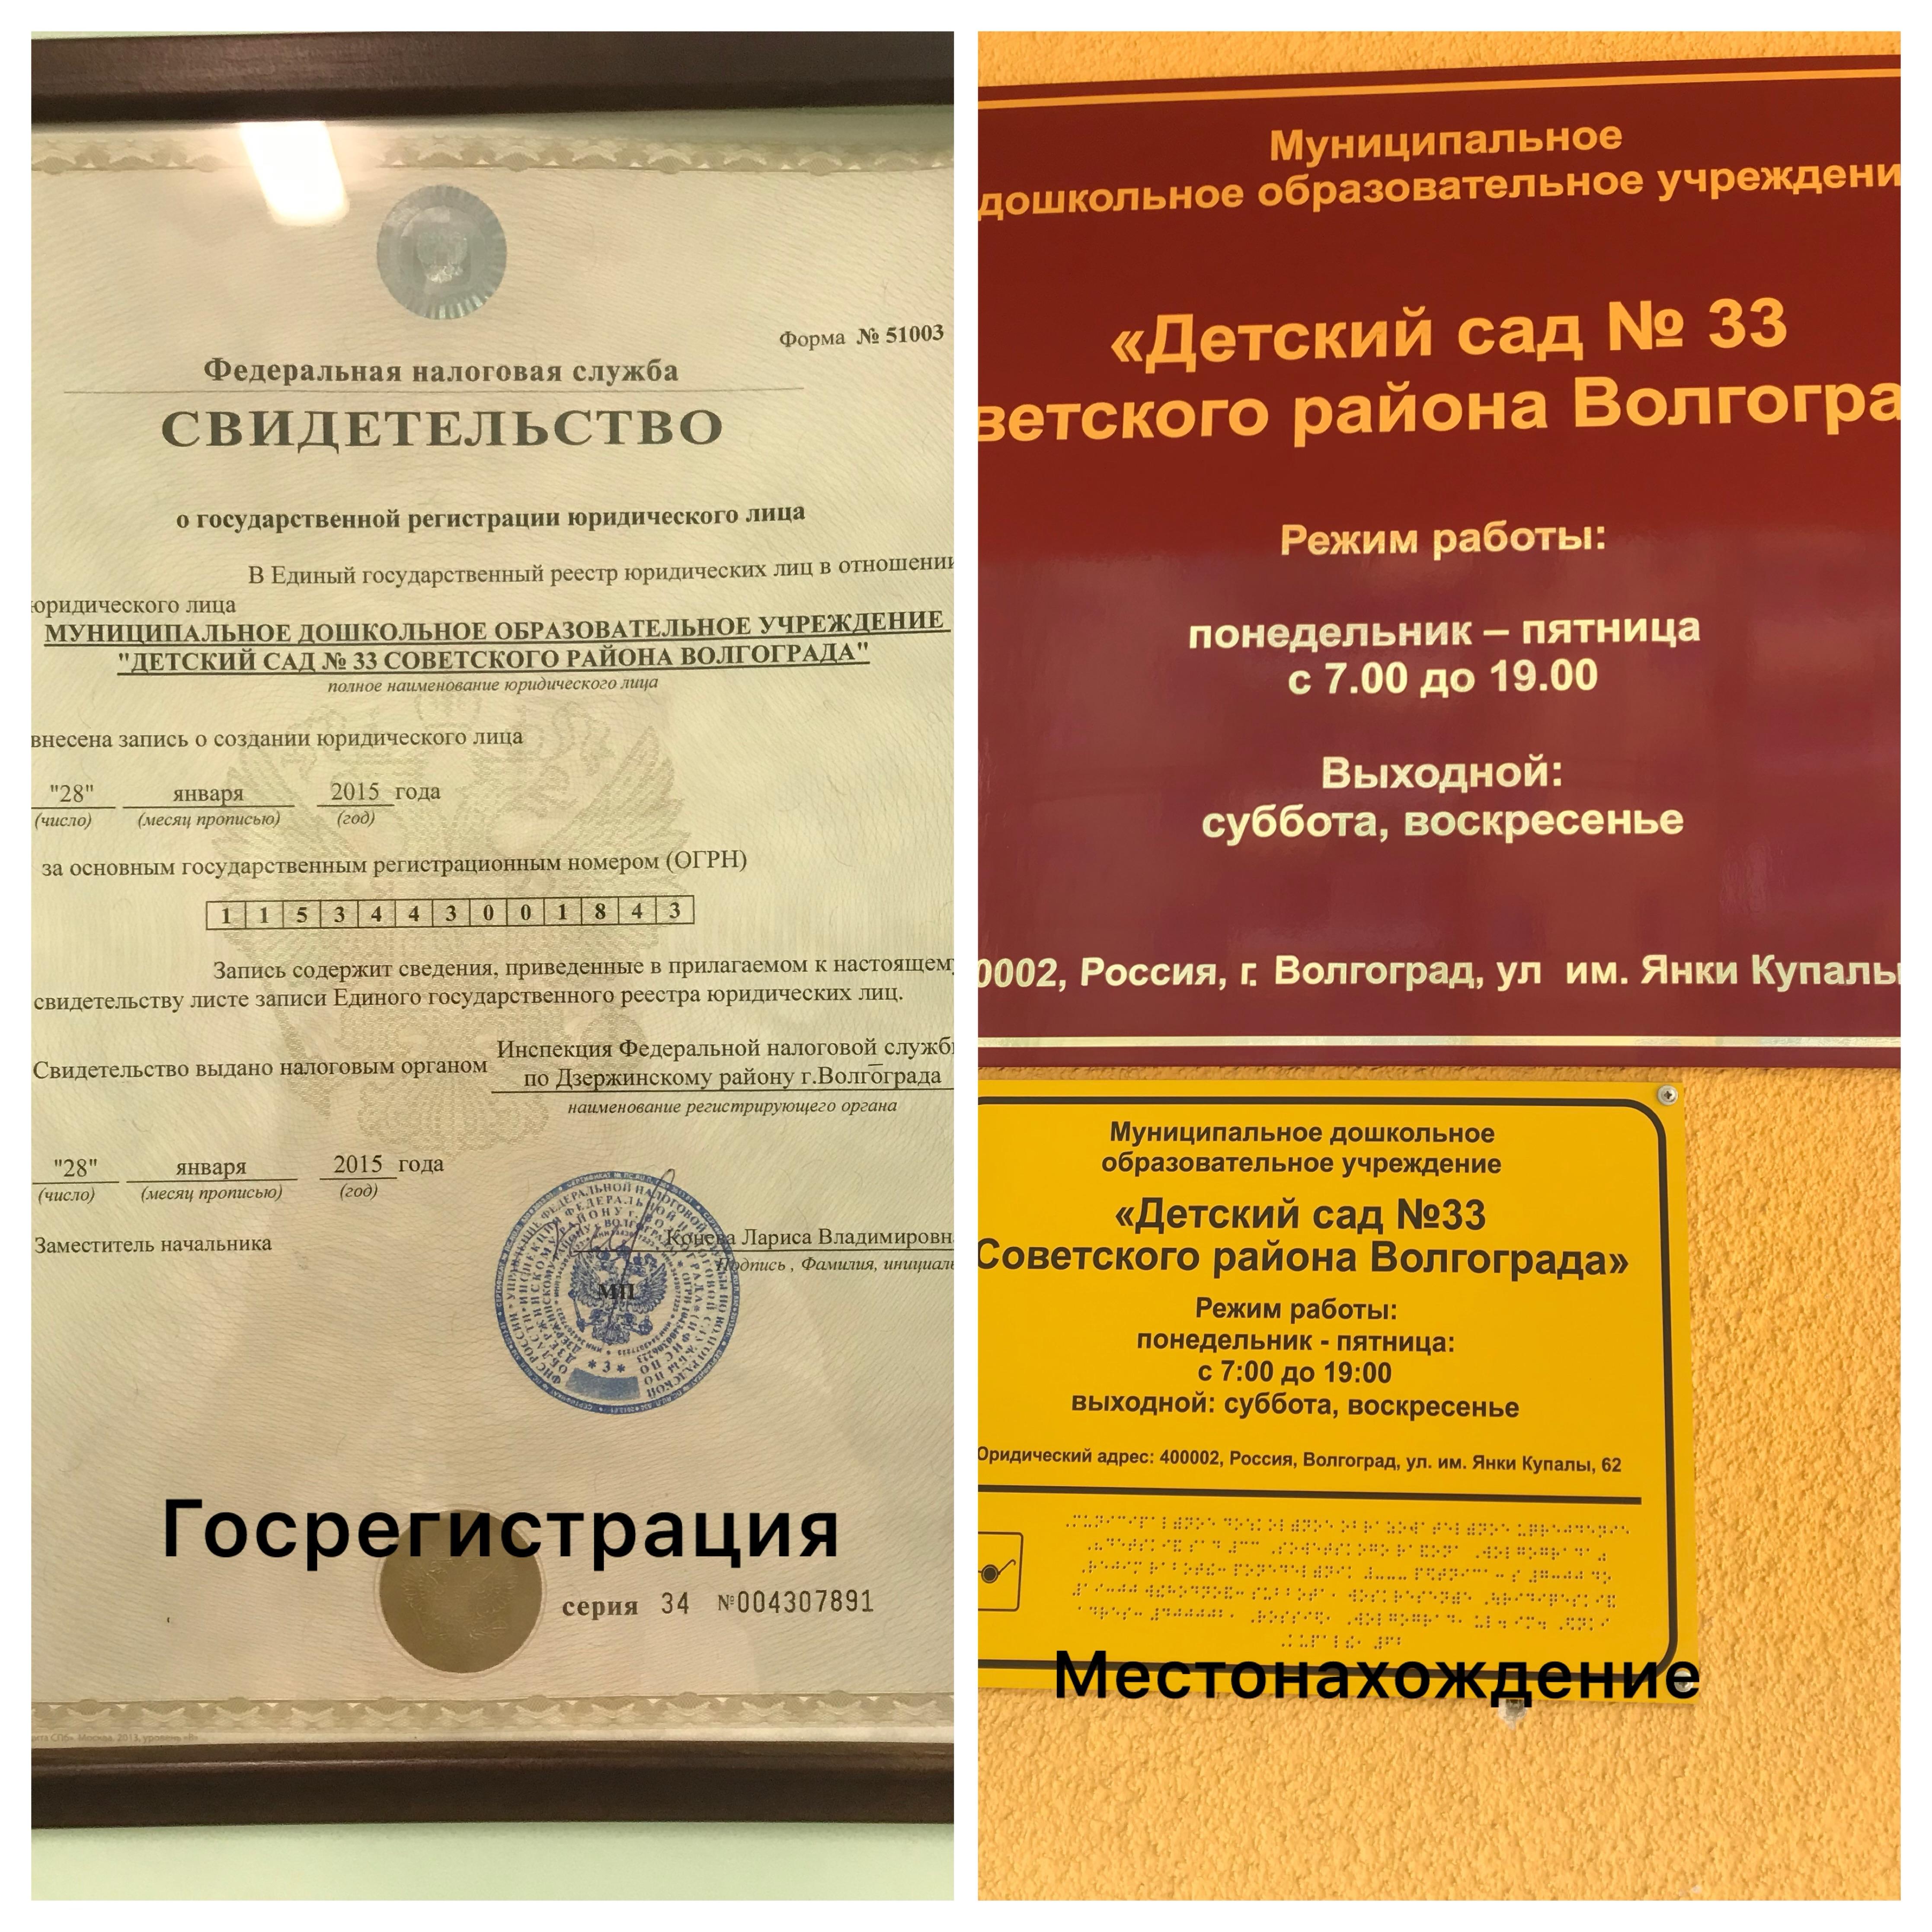 Форма № 51003
Федеральная налоговая служба
СВИДЕТЕЛЬСТВО
о государственной регистрации юридического лица
В Единый государственный реестр юридических лиц в отношении
юридического лица
МУНИЦИПАЛЬНОЕ ДОШКОЛЬНОЕ ОБРАЗОВАТЕЛЬНОЕ УЧРЕЖДЕНИЕ
"ДЕТСКИЙ САД № 33 СОВЕТСКОГО РАЙОНА ВОЛГОГРАДА"
полное наименование юридического лица
внесена запись о создании юридического лица
"28" января 2015 года
(число) (месяц прописью) (год)
за основным государственным регистрационным номером (ОГРН)
1 1 5 3 4 4 3 0 0 1 8 4 3
Запись содержит сведения, приведенные в прилагаемом к настоящему
свидетельству листе записи Единого государственного реестра юридических лиц.
Свидетельство выдано налоговым органом
Инспекция Федеральной налоговой служб
по Дзержинскому району г.Волгограда
наименование регистрирующего органа
"28" января 2015 года
(число) (месяц прописью) (год)
Заместитель начальника
Конева Лариса Владимировн
Подпись , Фамилия, инициал
МП
Госрегистрация
серия 34 №004307891
Муниципальное
дошкольное образовательное учреждени
«Детский сад № 33
ветского района Волгогра
Режим работы:
понедельник – пятница
с 7.00 до 19.00
Выходной:
суббота, воскресенье
0002, Россия, г. Волгоград, ул им. Янки Купалы
Муниципальное дошкольное
образовательное учреждение
«Детский сад №33
Советского района Волгограда»
Режим работы:
понедельник - пятница:
с 7:00 до 19:00
выходной: суббота, воскресенье
Юридический адрес: 400002, Россия, Волгоград, ул. им. Янки Купалы, 62
Местонахождение